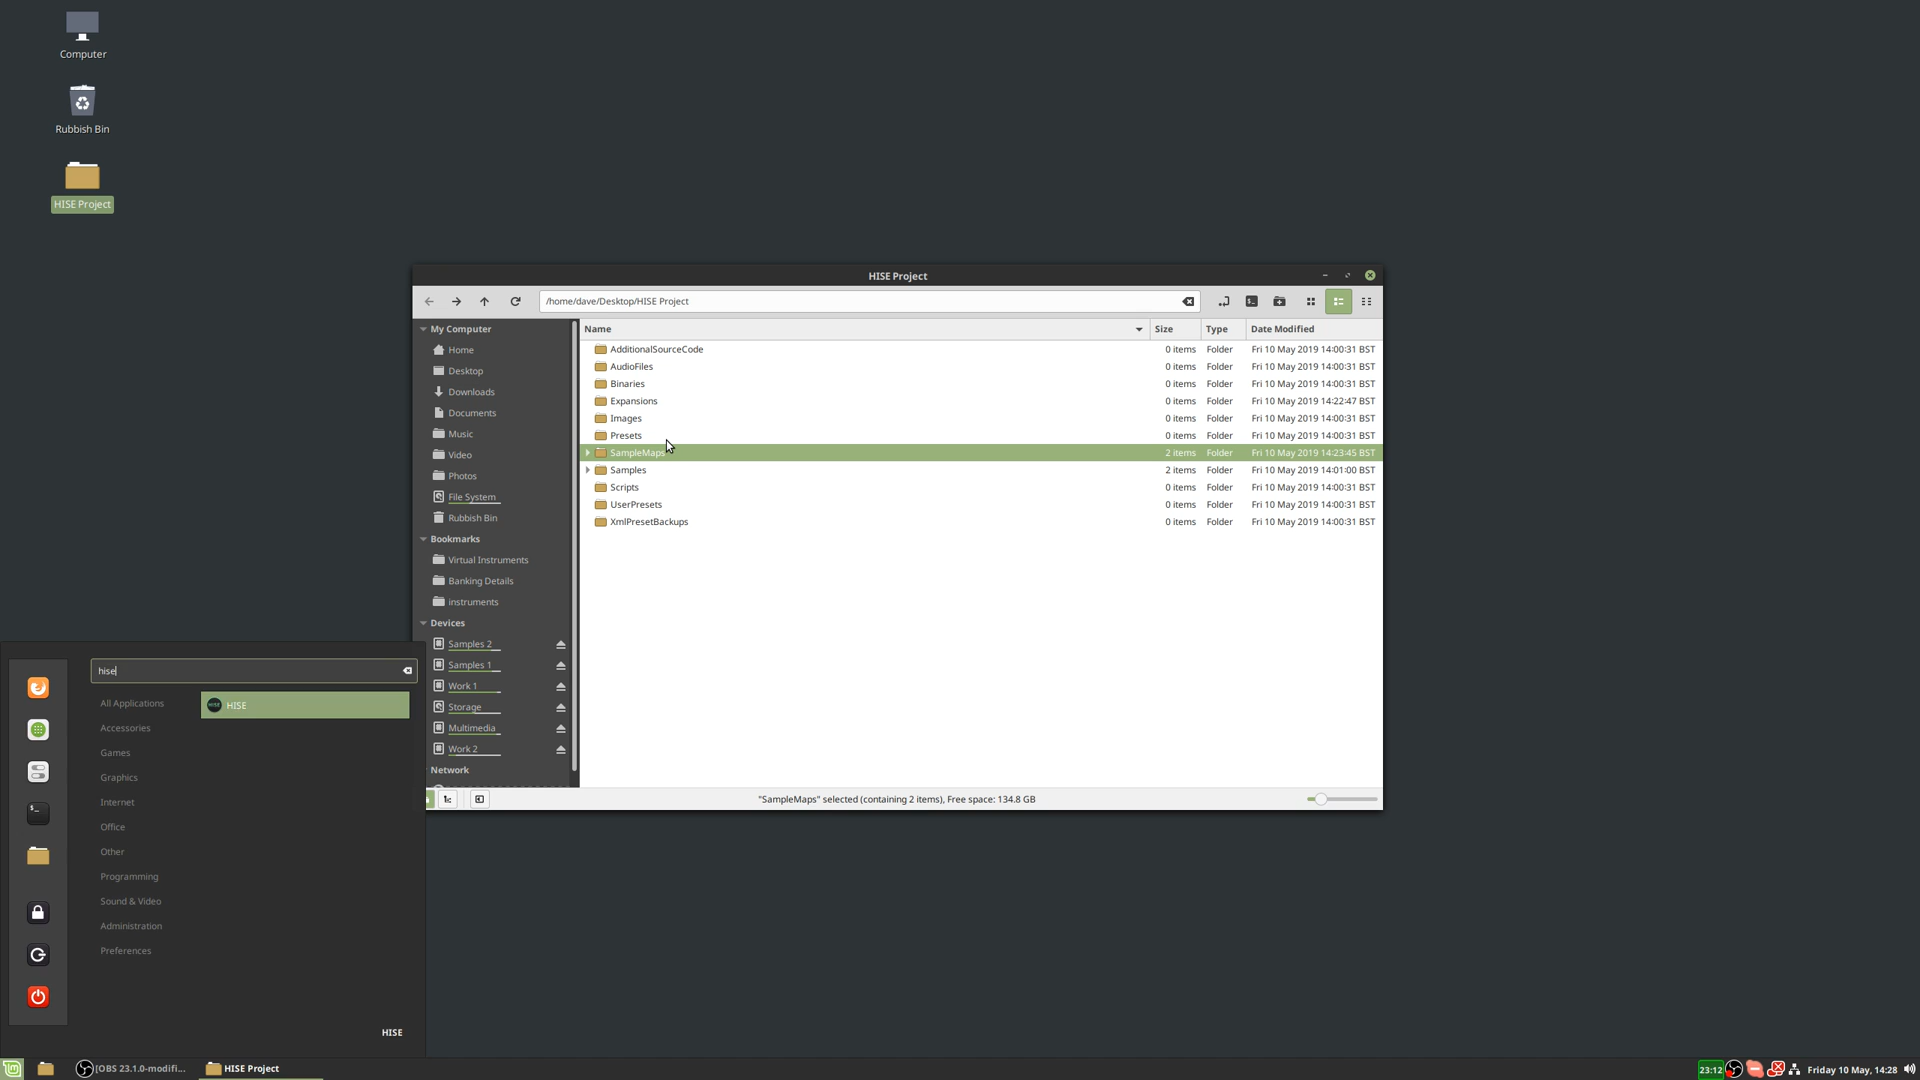 Computer
Rubbish Bin
HISE Project
HISE Project
/home/dave/Desktop/HISE Project
My Computer
Home
Desktop
Downloads
Documents
Music
Video
Photos
File System
Rubbish Bin
Bookmarks
Virtual Instruments
Banking Details
instruments
Devices
Samples 2
Samples 1
Work 1
Storage
Multimedia
Work 2
Network
Name Size Type Date Modified
AdditionalSourceCode 0 items Folder Fri 10 May 2019 14:00:31 BST
AudioFiles 0 items Folder Fri 10 May 2019 14:00:31 BST
Binaries 0 items Folder Fri 10 May 2019 14:00:31 BST
Expansions 0 items Folder Fri 10 May 2019 14:22:47 BST
Images 0 items Folder Fri 10 May 2019 14:00:31 BST
Presets 0 items Folder Fri 10 May 2019 14:00:31 BST
SampleMaps 2 items Folder Fri 10 May 2019 14:23:45 BST
Samples 2 items Folder Fri 10 May 2019 14:01:00 BST
Scripts 0 items Folder Fri 10 May 2019 14:00:31 BST
UserPresets 0 items Folder Fri 10 May 2019 14:00:31 BST
XmlPresetBackups 0 items Folder Fri 10 May 2019 14:00:31 BST
"SampleMaps" selected (containing 2 items), Free space: 134.8 GB
hise
All Applications
Accessories
Games
Graphics
Internet
Office
Other
Programming
Sound & Video
Administration
Preferences
HISE
HISE
[OBS 23.1.0-modifi...
HISE Project
23:12
Friday 10 May, 14:28